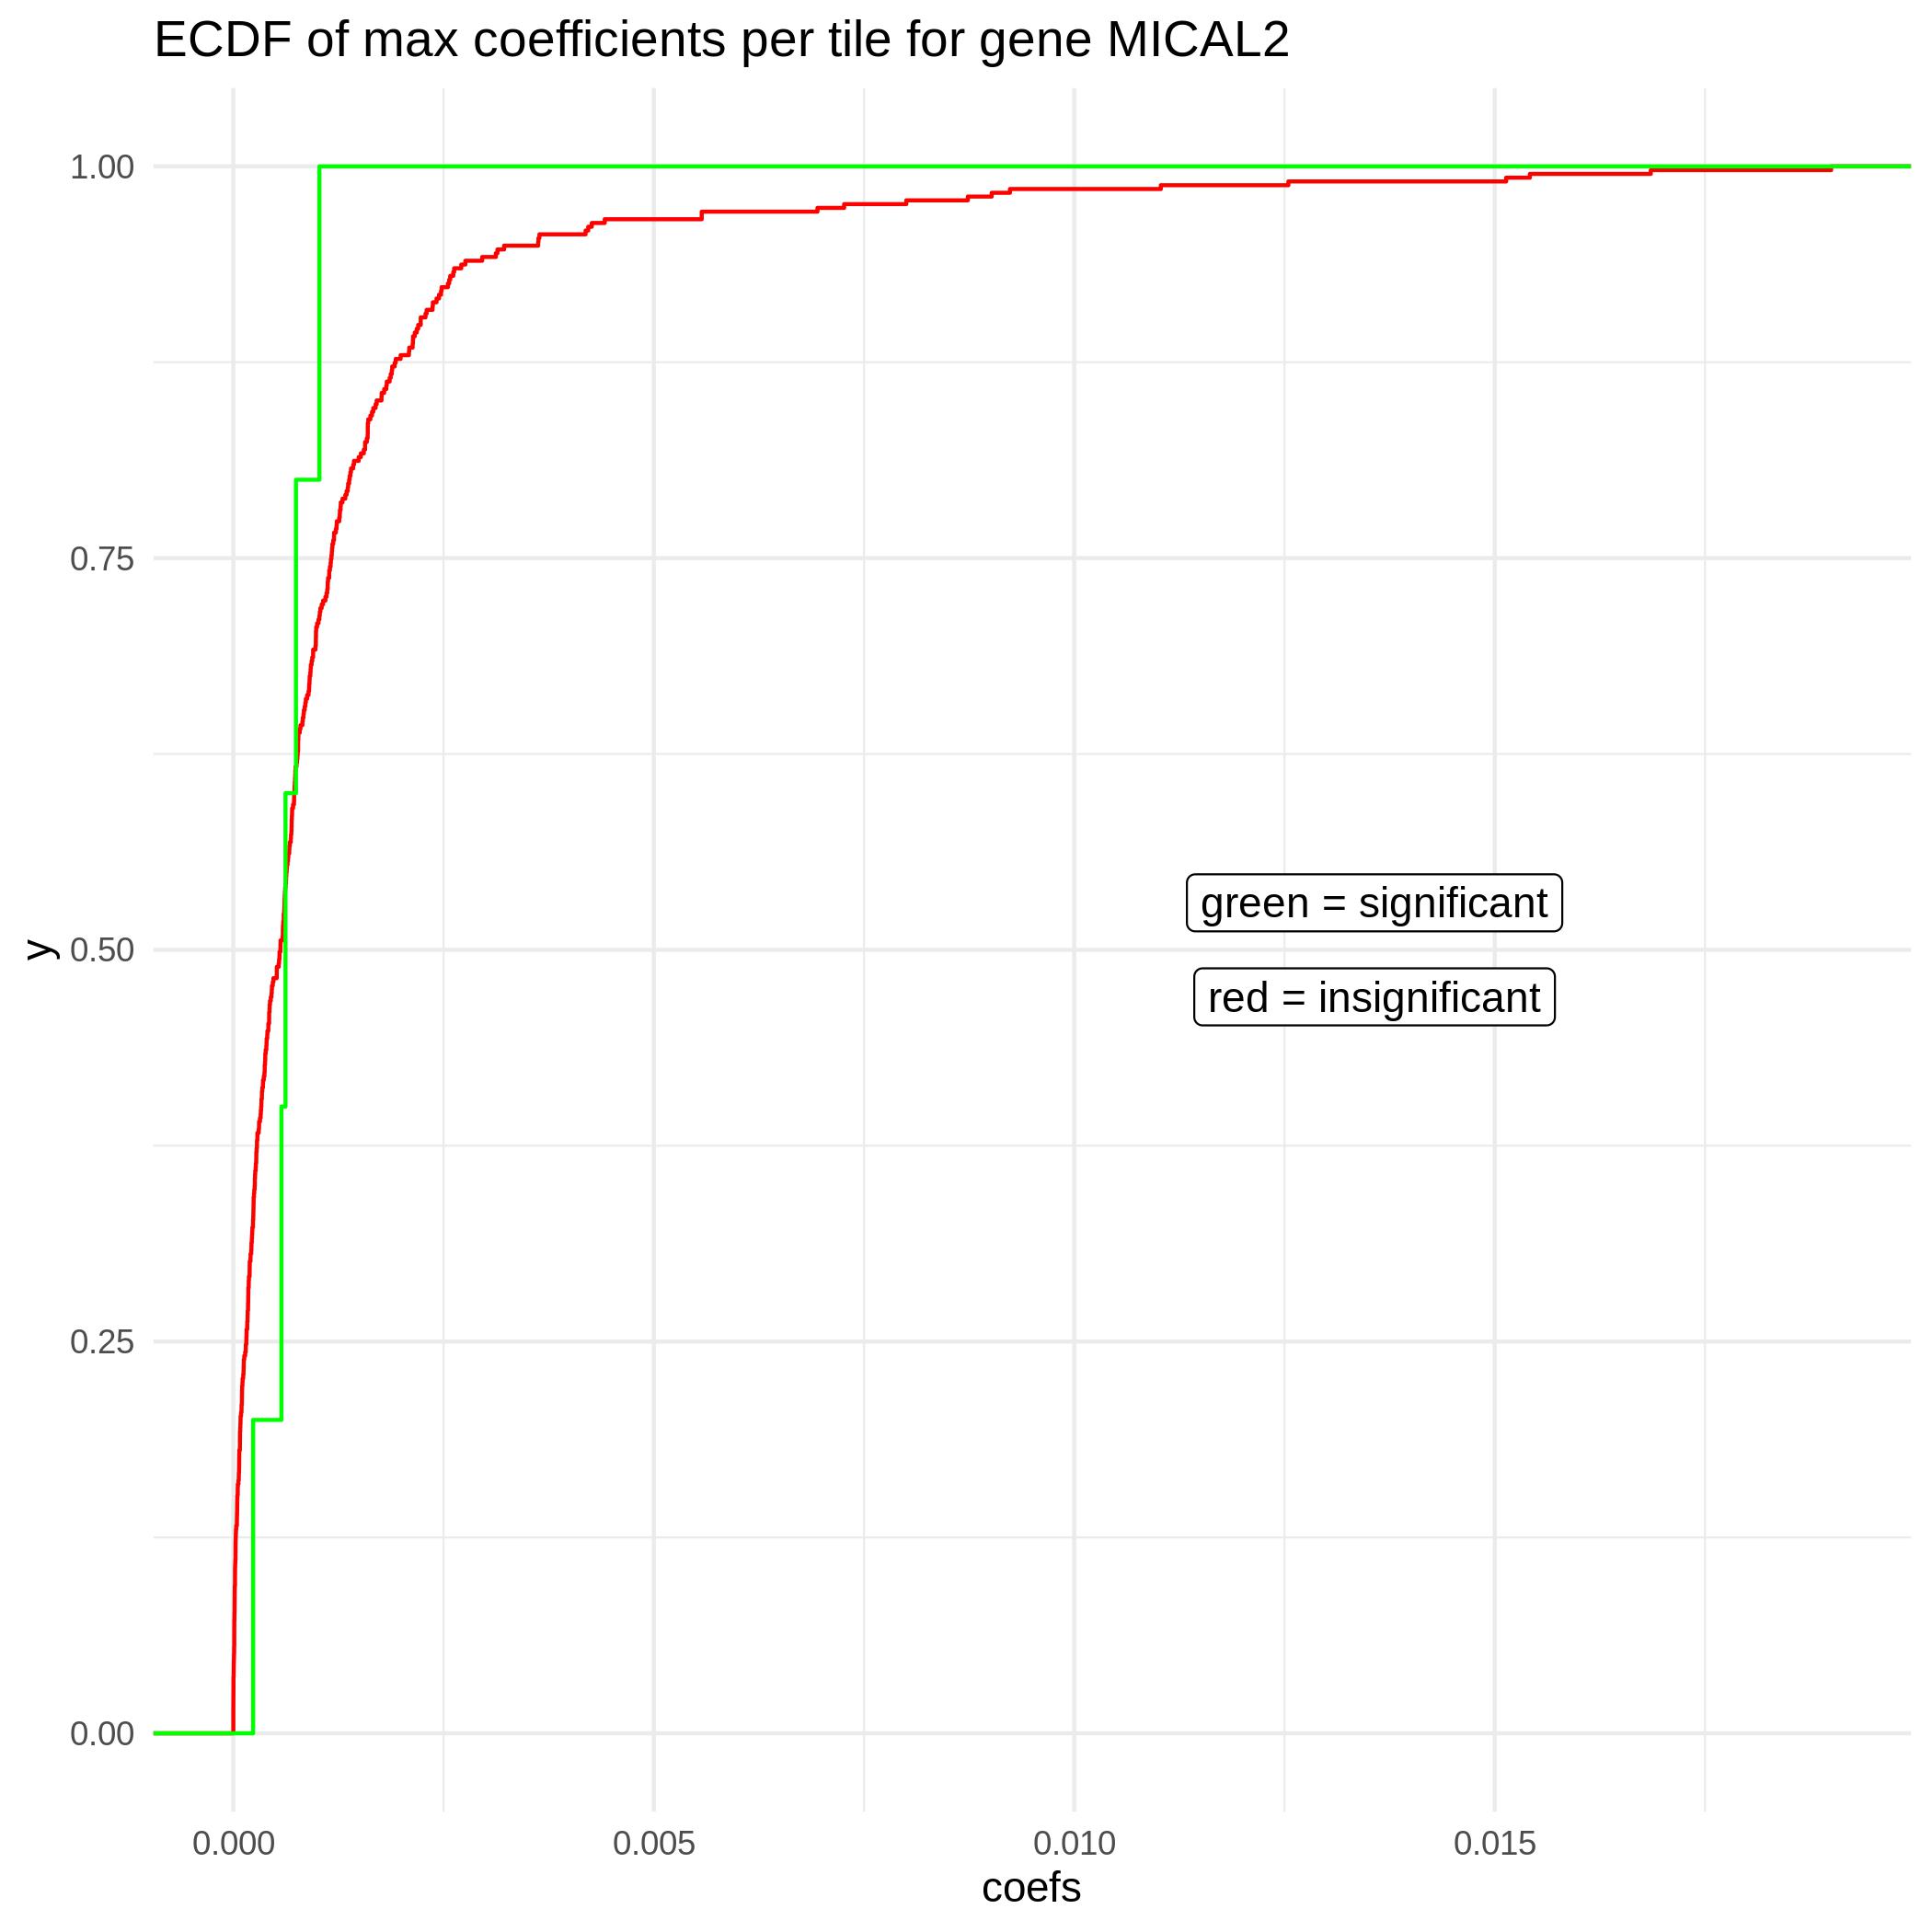 ECDF of max coefficients per tile for gene MICAL2
1.00
0.75
0.50
0.25
0.00
y
green = significant
red = insignificant
0.000 0.005 0.010 0.015
coefs